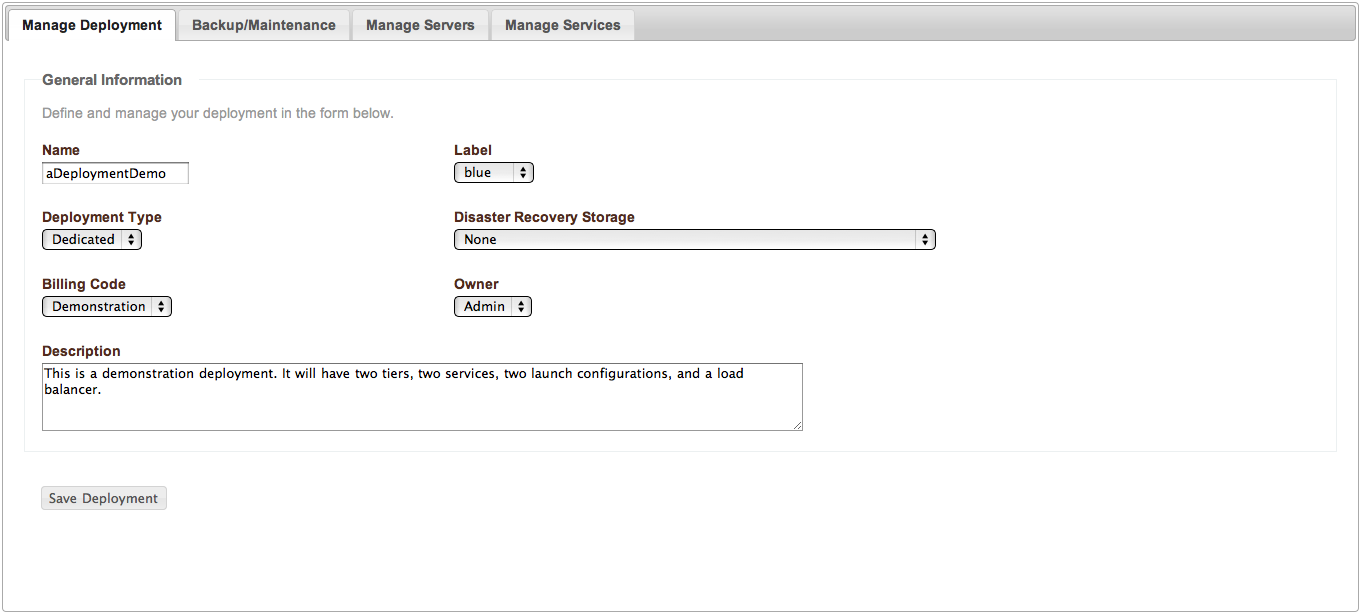 Manage Deployment Backup/Maintenance Manage Servers Manage Services
General Information
Define and manage your deployment in the form below.
Name Label
aDeploymentDemo blue
Deployment Type Disaster Recovery Storage
Dedicated None
Billing Code Owner
Demonstration Admin
Description
This is a demonstration deployment. It will have two tiers, two services, two launch configurations, and a load
balancer.
Save Deployment